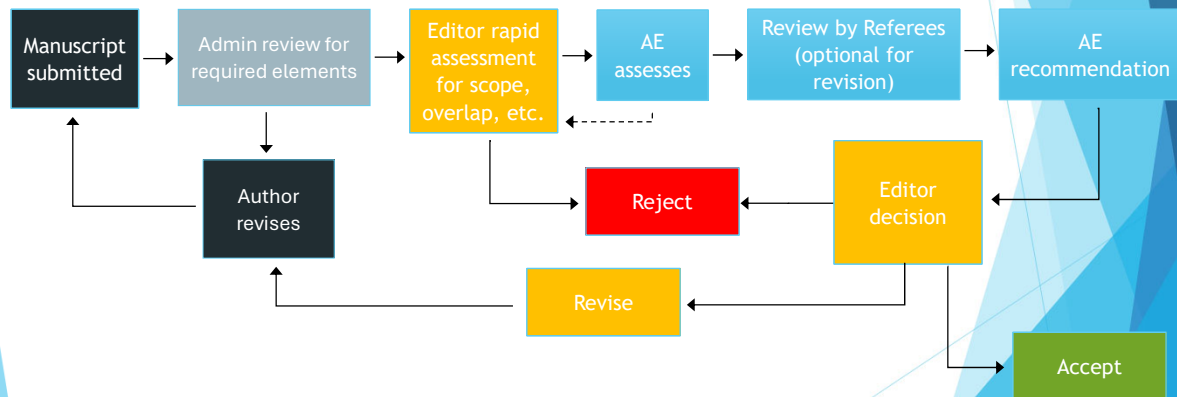 Manuscript
submitted
Admin review for
required elements
Editor rapid
assessment
for scope,
overlap, etc.
AE
assesses
Review by Referees
(optional for
revision)
AE
recommendation
Author
revises
Reject
Editor
decision
Revise
Accept